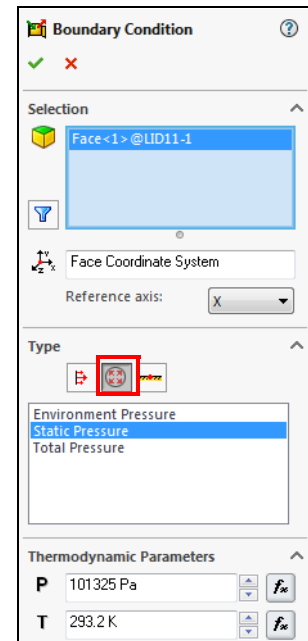 Boundary Condition
Selection
Face<1>@LID11-1
Face Coordinate System
Reference axis: X
Type
Environment Pressure
Static Pressure
Total Pressure
Thermodynamic Parameters
P 101325 Pa
T 293.2 K